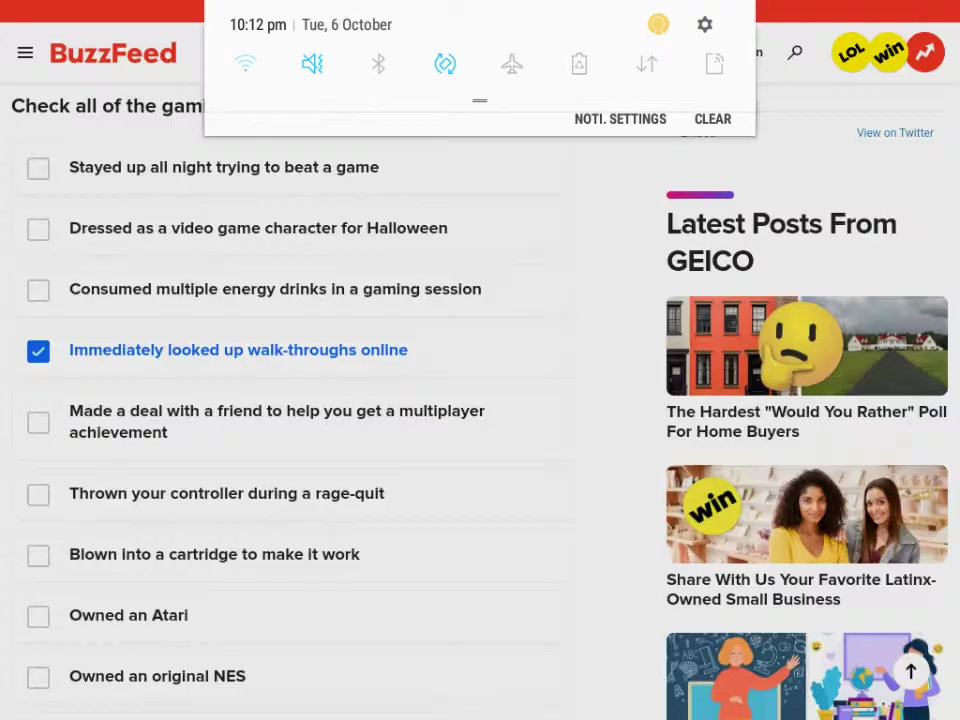 10:12 pm | Tue, 6 October
BuzzFeed
LOL
win
NOTI. SETTINGS
CLEAR
Check all of the
View on Twitter
Stayed up all night trying to beat a game
Dressed as a video game character for Halloween
Consumed multiple energy drinks in a gaming session
Immediately looked up walk-throughs online
Made a deal with a friend to help you get a multiplayer
achievement
Thrown your controller during a rage-quit
Blown into a cartridge to make it work
Owned an Atari
Owned an original NES
Latest Posts From
GEICO
The Hardest "Would You Rather" Poll
For Home Buyers
win
Share With Us Your Favorite Latinx-
Owned Small Business